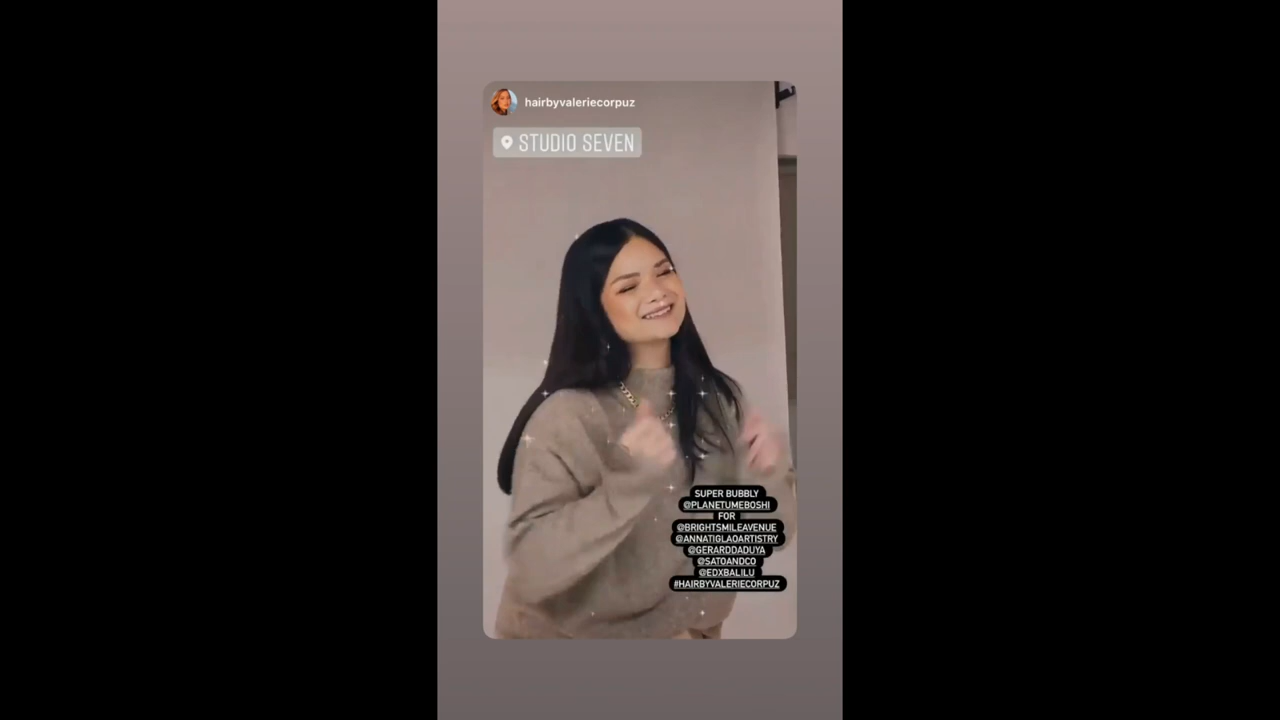 hairbyvaleriecorpuz
STUDIO SEVEN
SUPER BUBBLY
@PLANETUMEBOSHI
FOR
@BRIGHTSMILEAVENUE
@ANNATIGLAOARTISTRY
@GERARDDADUYA
@SATOANDCO
@EDXBALILU
#HAIRBYVALERIECORPUZ